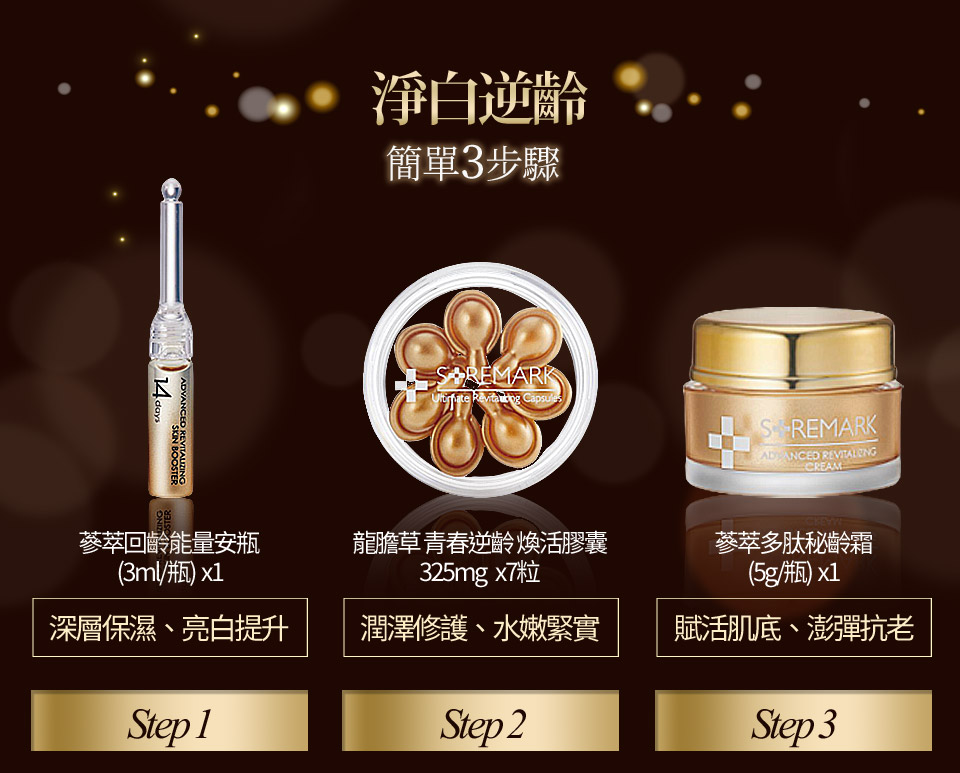 淨白逆齡
簡單3步驟
14 days
ADVANCED REVITALIZING
SKIN BOOSTER
S+REMARK
Ultimate Revitalizing Capsules
S+REMARK
ADVANCED REVITALIZING
CREAM
蔘萃回齡能量安瓶
(3ml/瓶) x1
龍膽草 青春逆齡 煥活膠囊
325mg x7粒
蔘萃多肽秘齡霜
(5g/瓶) x1
深層保濕、亮白提升
潤澤修護、水嫩緊實
賦活肌底、澎彈抗老
Step 1
Step 2
Step 3